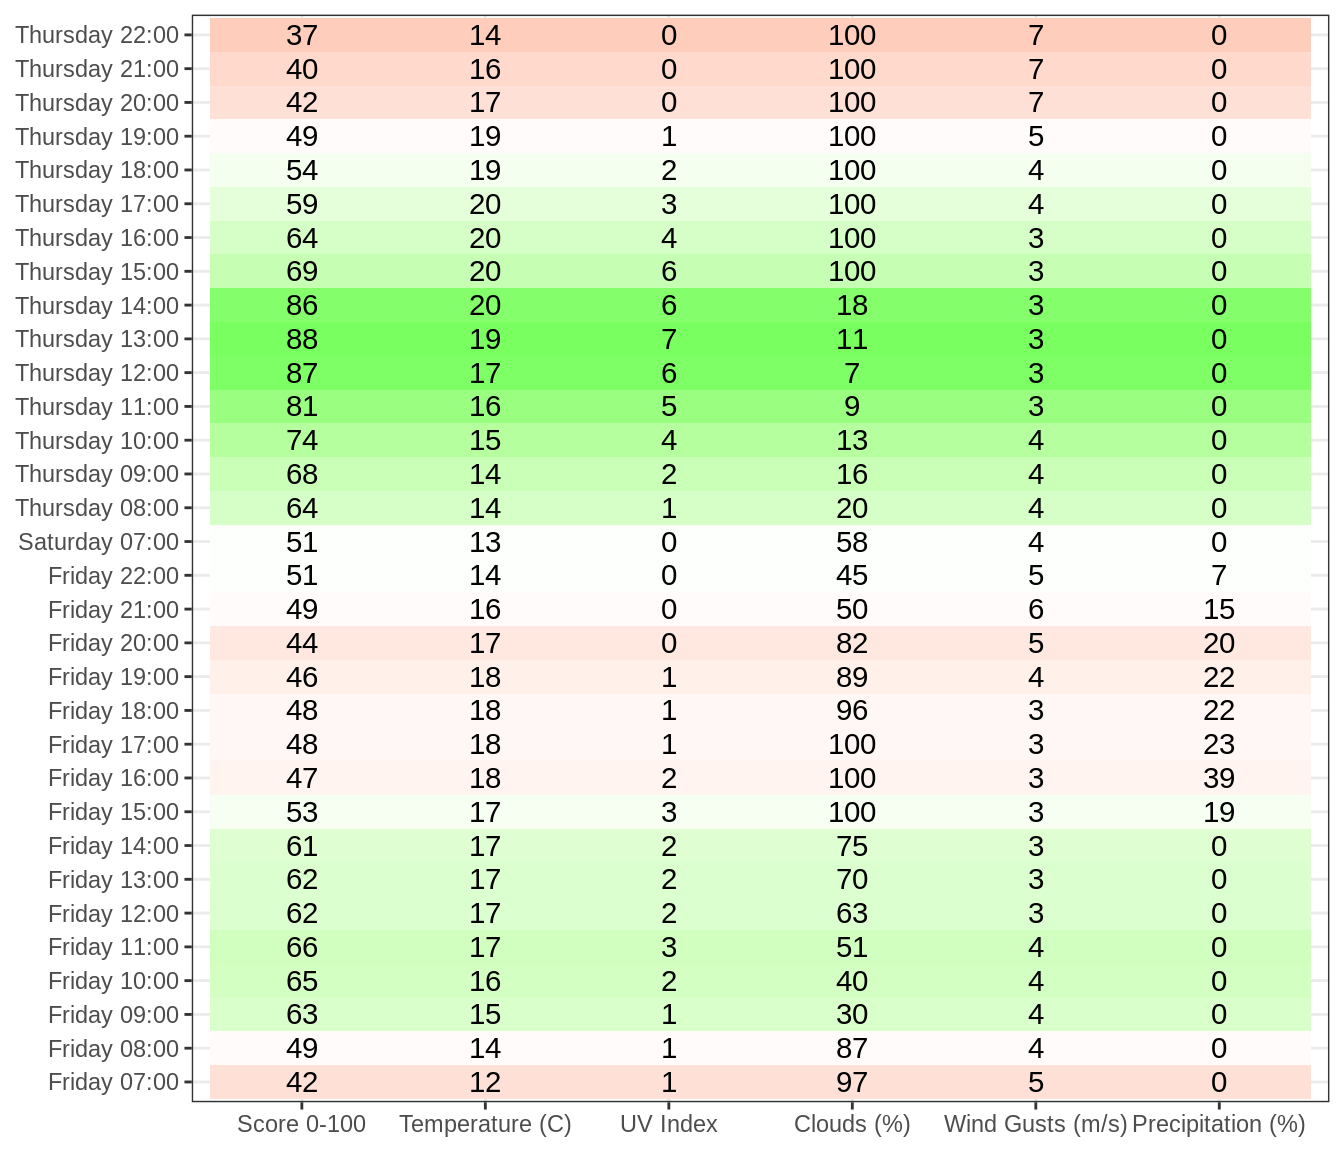 Thursday 22:00 37 14 0 100 7 0
Thursday 21:00 40 16 0 100 7 0
Thursday 20:00 42 17 0 100 7 0
Thursday 19:00 49 19 1 100 5 0
Thursday 18:00 54 19 2 100 4 0
Thursday 17:00 59 20 3 100 4 0
Thursday 16:00 64 20 4 100 3 0
Thursday 15:00 69 20 6 100 3 0
Thursday 14:00 86 20 6 18 3 0
Thursday 13:00 88 19 7 11 3 0
Thursday 12:00 87 17 6 7 3 0
Thursday 11:00 81 16 5 9 3 0
Thursday 10:00 74 15 4 13 4 0
Thursday 09:00 68 14 2 16 4 0
Thursday 08:00 64 14 1 20 4 0
Saturday 07:00 51 13 0 58 4 0
Friday 22:00 51 14 0 45 5 7
Friday 21:00 49 16 0 50 6 15
Friday 20:00 44 17 0 82 5 20
Friday 19:00 46 18 1 89 4 22
Friday 18:00 48 18 1 96 3 22
Friday 17:00 48 18 1 100 3 23
Friday 16:00 47 18 2 100 3 39
Friday 15:00 53 17 3 100 3 19
Friday 14:00 61 17 2 75 3 0
Friday 13:00 62 17 2 70 3 0
Friday 12:00 62 17 2 63 3 0
Friday 11:00 66 17 3 51 4 0
Friday 10:00 65 16 2 40 4 0
Friday 09:00 63 15 1 30 4 0
Friday 08:00 49 14 1 87 4 0
Friday 07:00 42 12 1 97 5 0
Score 0-100 Temperature (C) UV Index Clouds (%) Wind Gusts (m/s) Precipitation (%)